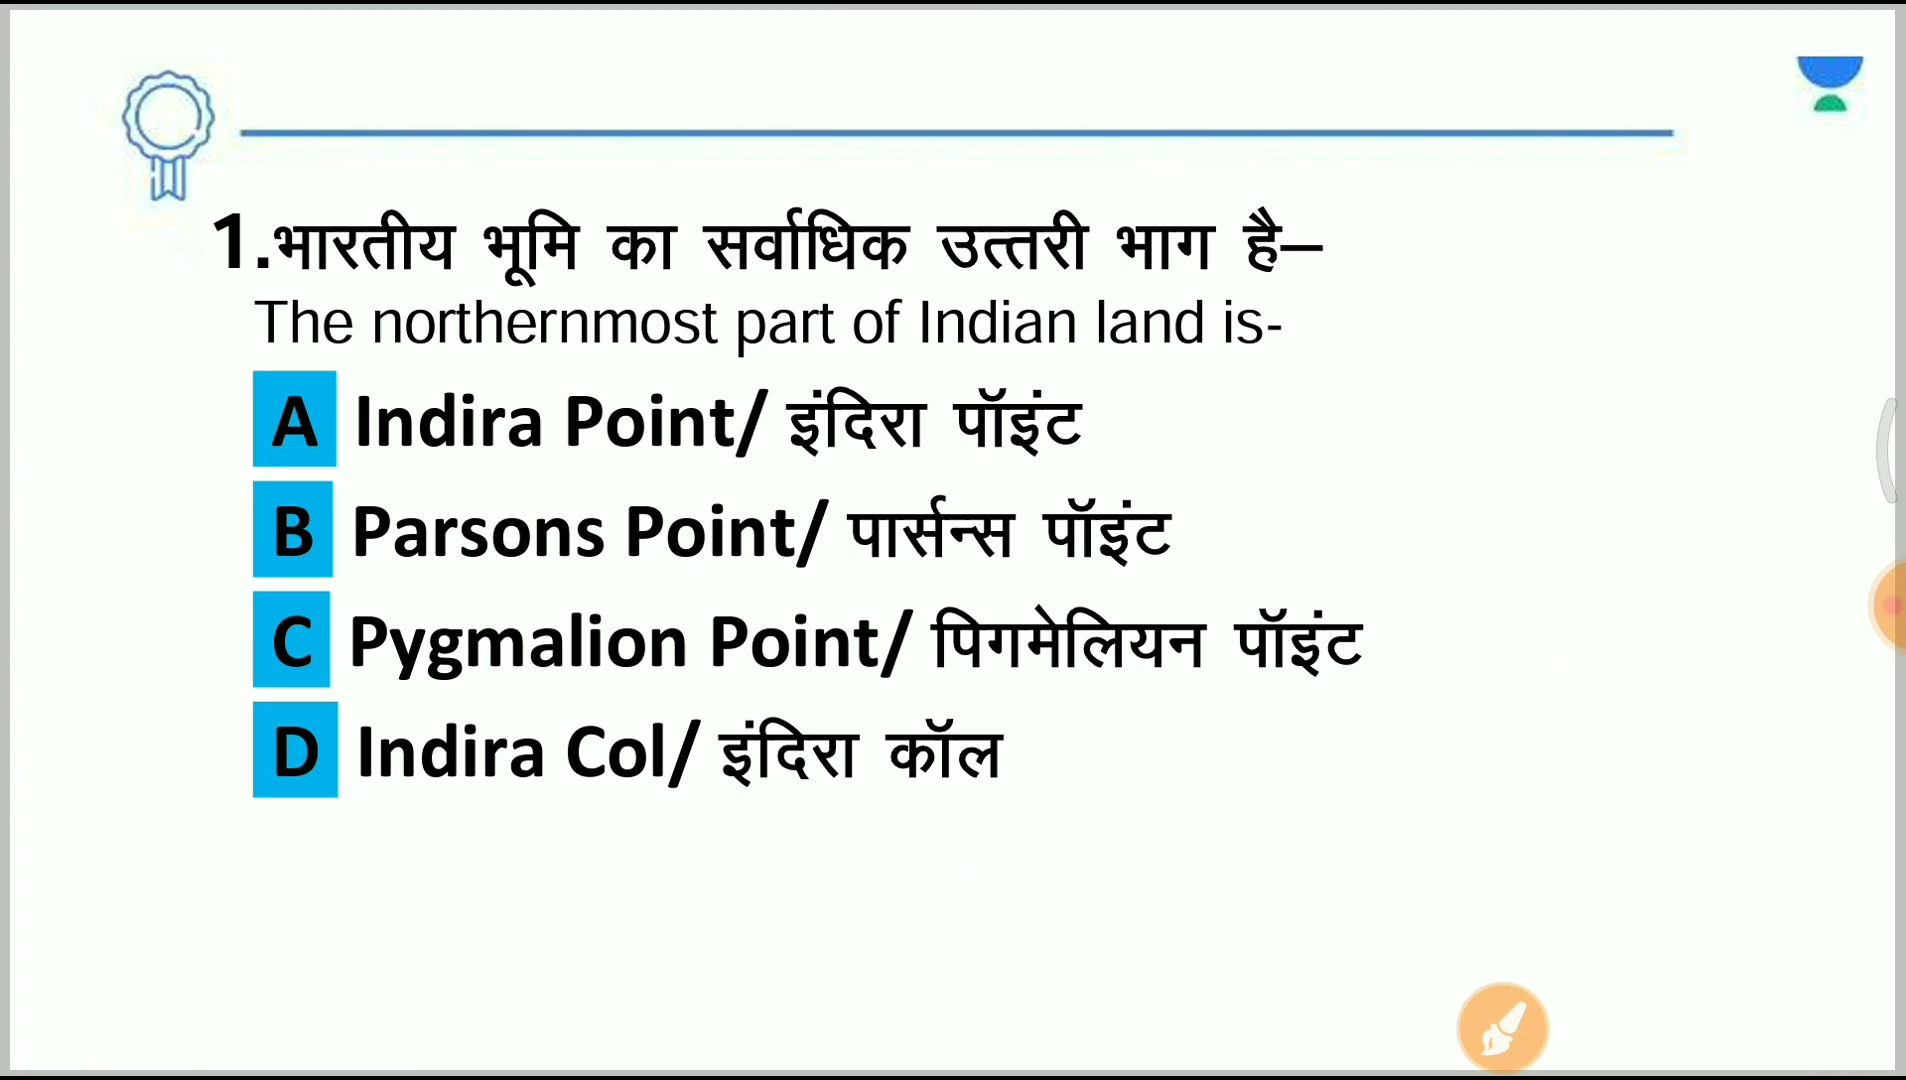 1.भारतीय भूमि का सर्वाधिक उत्तरी भाग है–
The northernmost part of Indian land is-
A Indira Point/ इंदिरा पॉइंट
B Parsons Point/ पार्सन्स पॉइंट
C Pygmalion Point/ पिगमेलियन पॉइंट
D Indira Col/ इंदिरा कॉल